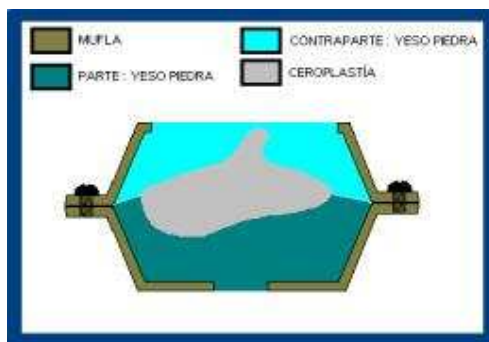 MUFLA
CONTRAPARTE : YESO PIEDRA
PARTE : YESO PIEDRA
CEROPLASTÍA